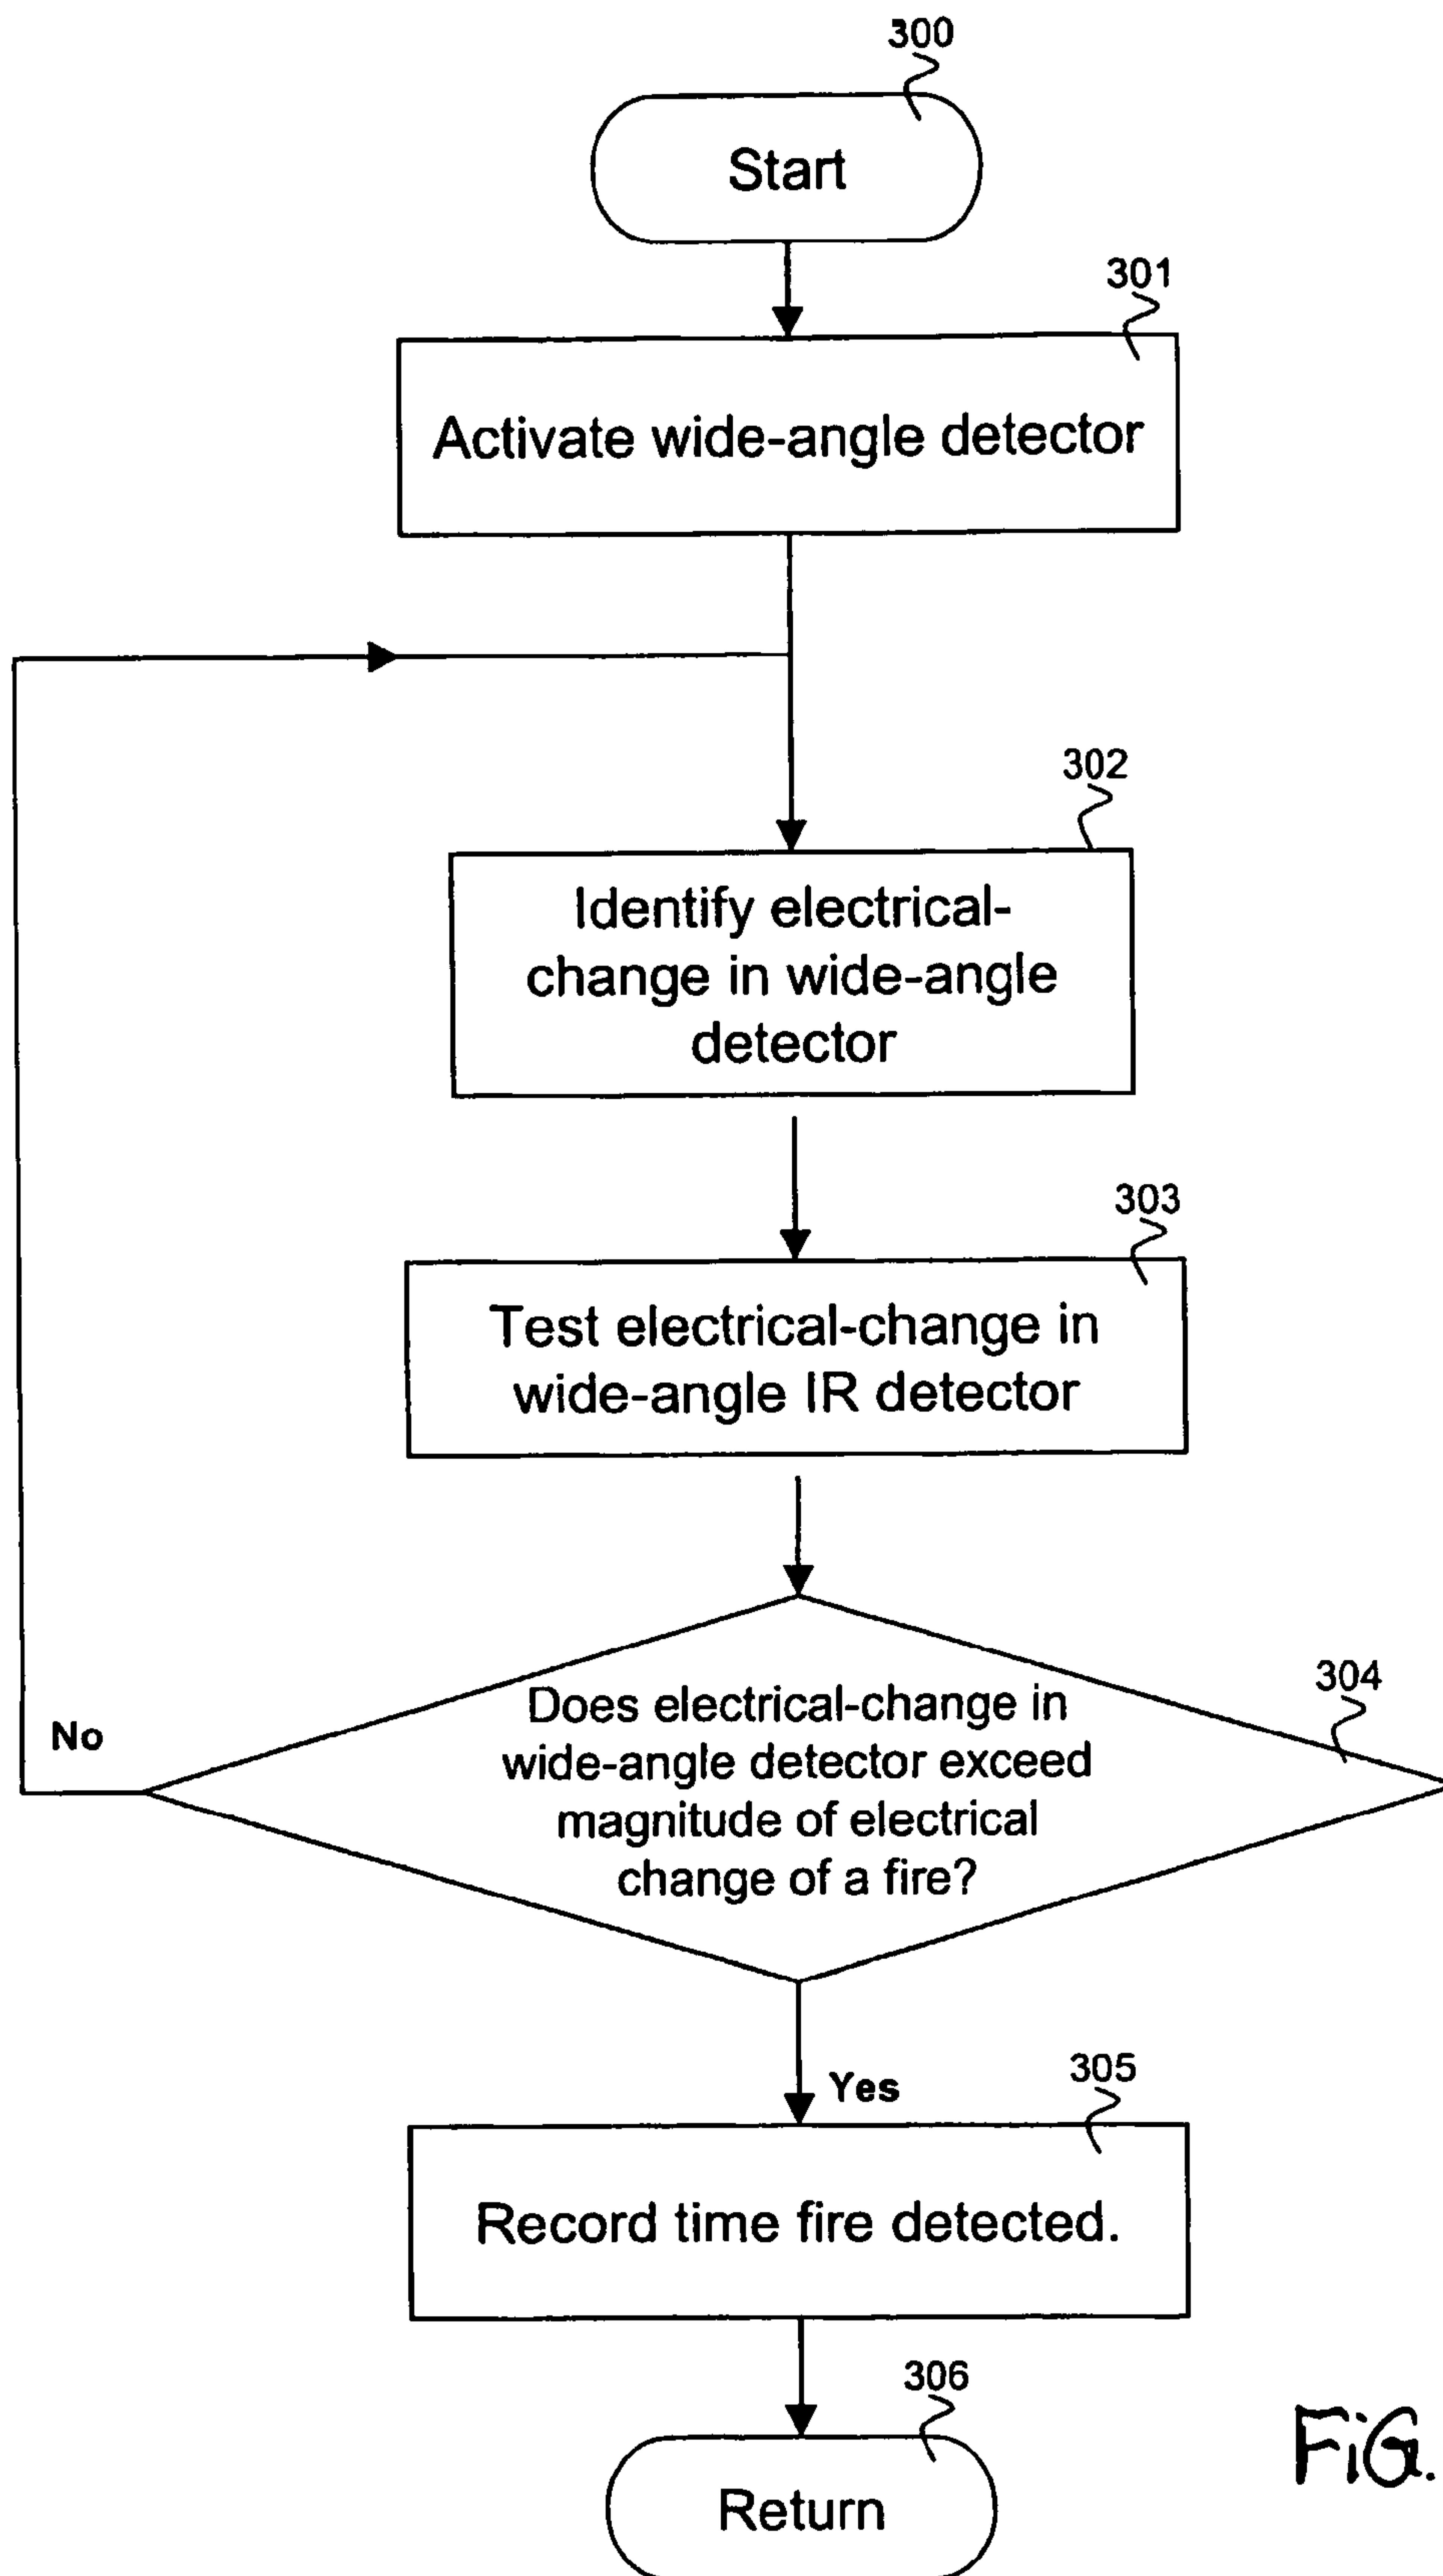 300
Start
301
Activate wide-angle detector
302
Identify electrical-
change in wide-angle
detector
303
Test electrical-change in
wide-angle IR detector
304
Does electrical-change in
wide-angle detector exceed
magnitude of electrical
change of a fire?
No
Yes
305
Record time fire detected.
306
Return
FiG.